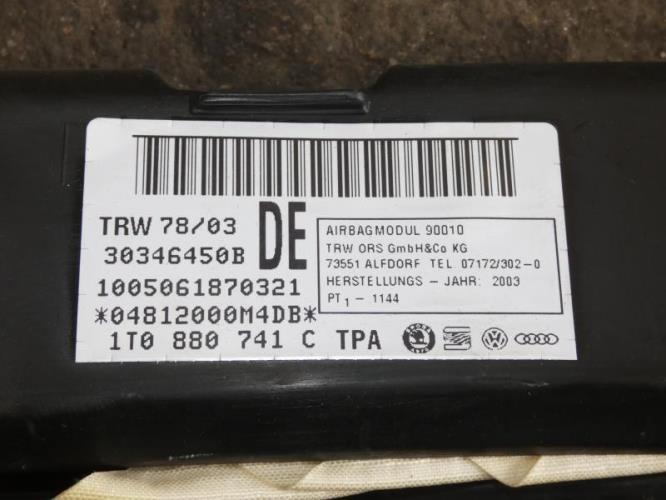 TRW 78/03
30346450B
DE
AIRBAGMODUL 90010
TRW ORS GmbH&Co KG
73551 ALFDORF TEL. 07172/302-0
HERSTELLUNGS - JAHR: 2003
PT1 - 1144
1005061870321
*04812000M4DB*
1T0 880 741 C TPA